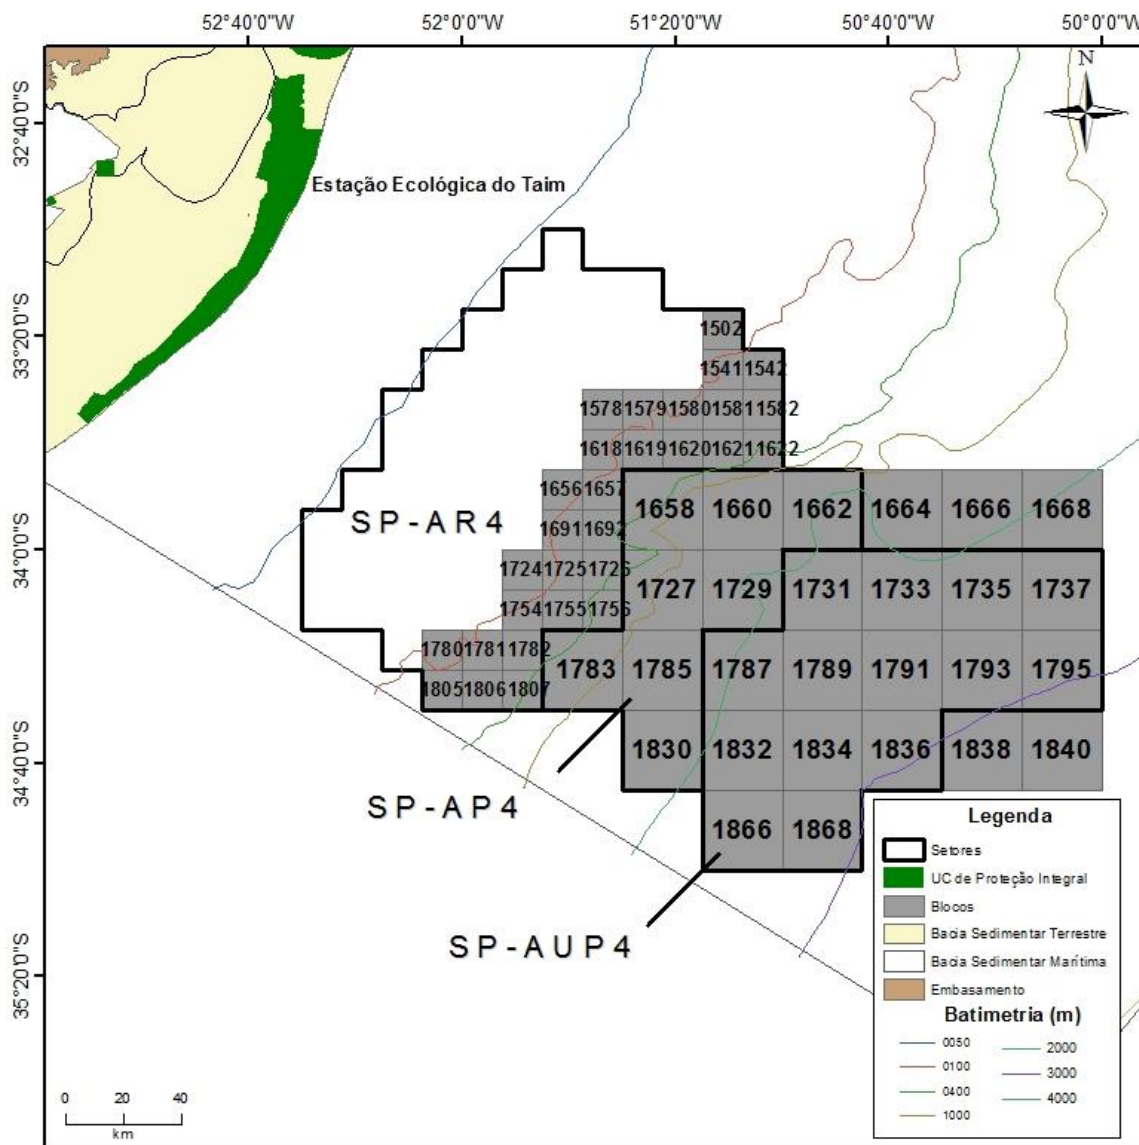 52°40'0"W 52°0'0"W 51°20'0"W 50°40'0"W 50°0'0"W
N
32°40'0"S
Estação Ecológica do Taim
33°20'0"S
1502
1541 1542
1578 1579 1580 1581 1582
1618 1619 1620 1621 1622
1656 1657
SP-AR4
1658 1660 1662 1664 1666 1668
1691 1692
34°0'0"S
1724 1725 1726
1727 1729 1731 1733 1735 1737
1754 1755 1756
1780 1781 1782
1783 1785 1787 1789 1791 1793 1795
1805 1806 1807
34°40'0"S
1830 1832 1834 1836 1838 1840
SP-AP4
1866 1868
SP-AUP4
35°20'0"S
Legenda
Setores
UC de Proteção Integral
Blocos
Bacia Sedimentar Terrestre
Bacia Sedimentar Marítima
Embasamento
Batimetria (m)
0050 2000
0100 3000
0400 4000
1000
0 20 40
km